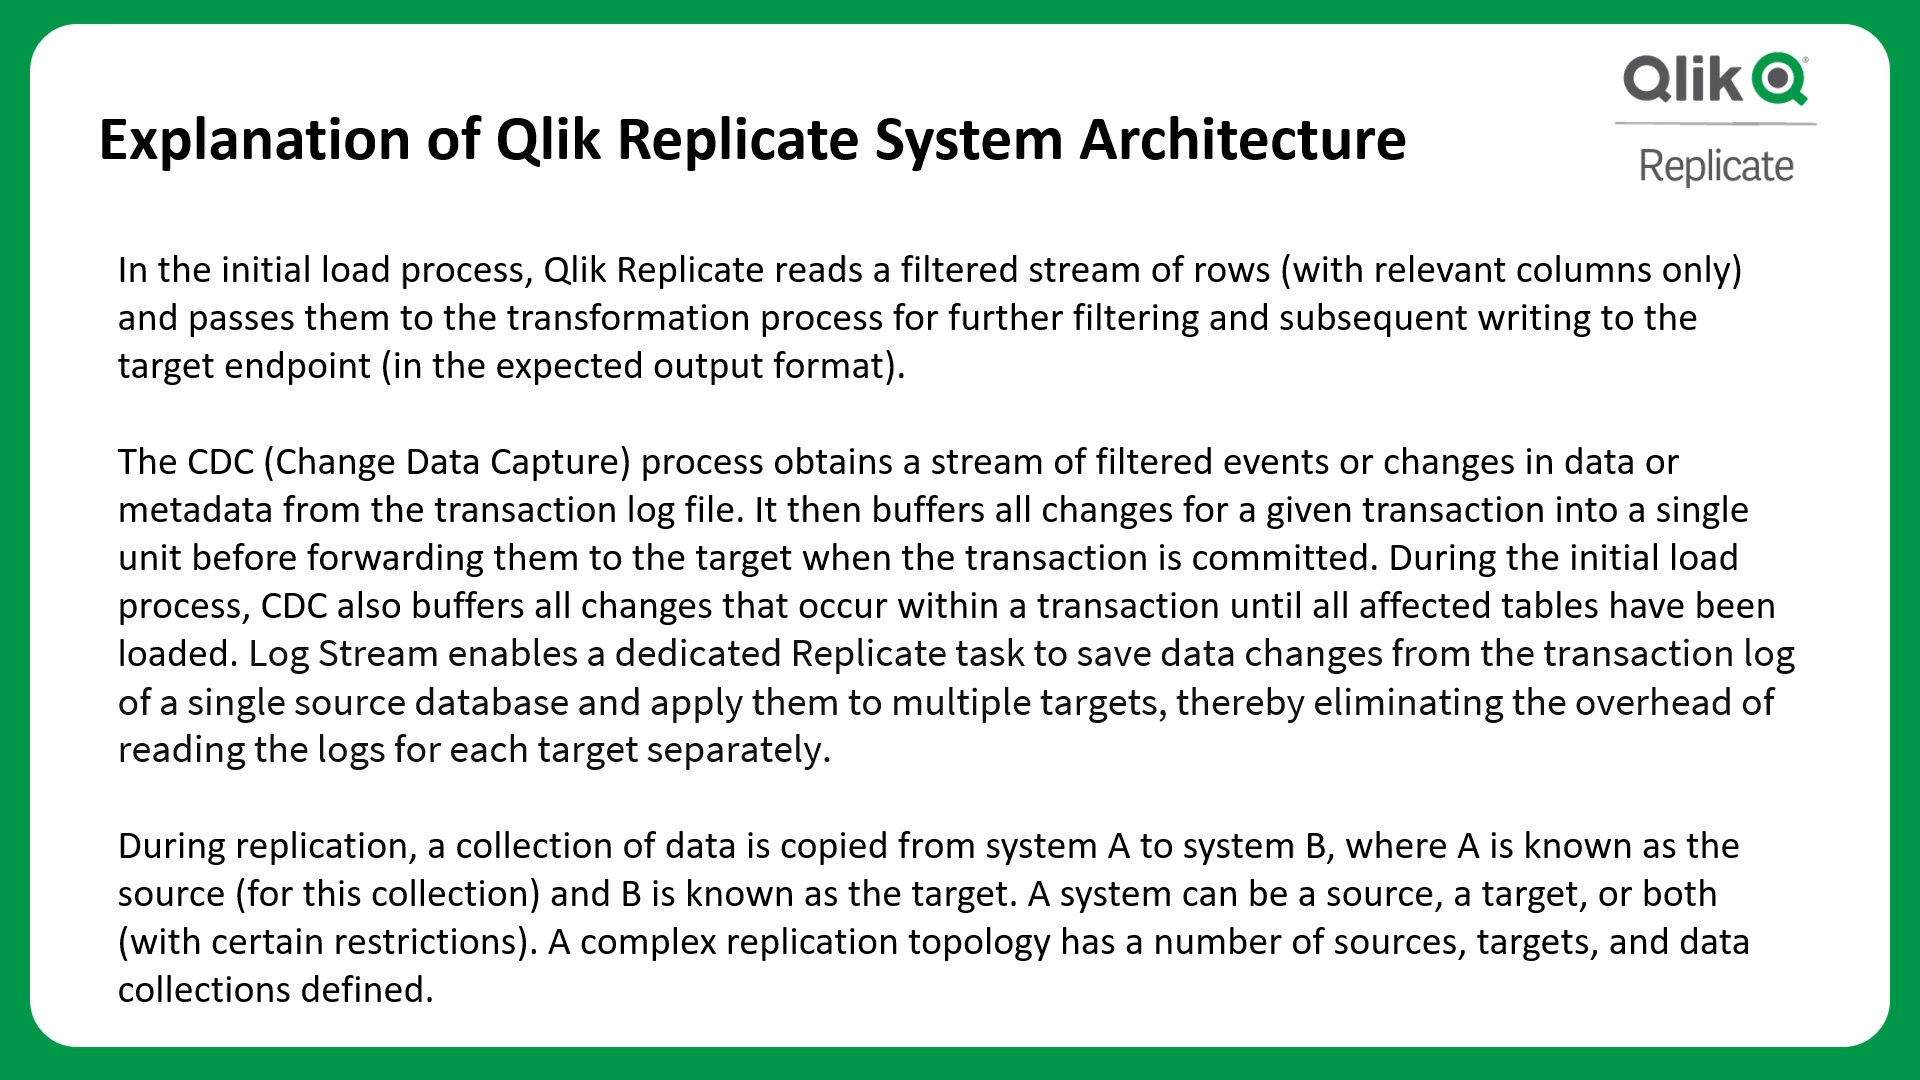 Qlik
Replicate
Explanation of Qlik Replicate System Architecture
In the initial load process, Qlik Replicate reads a filtered stream of rows (with relevant columns only)
and passes them to the transformation process for further filtering and subsequent writing to the
target endpoint (in the expected output format).
The CDC (Change Data Capture) process obtains a stream of filtered events or changes in data or
metadata from the transaction log file. It then buffers all changes for a given transaction into a single
unit before forwarding them to the target when the transaction is committed. During the initial load
process, CDC also buffers all changes that occur within a transaction until all affected tables have been
loaded. Log Stream enables a dedicated Replicate task to save data changes from the transaction log
of a single source database and apply them to multiple targets, thereby eliminating the overhead of
reading the logs for each target separately.
During replication, a collection of data is copied from system A to system B, where A is known as the
source (for this collection) and B is known as the target. A system can be a source, a target, or both
(with certain restrictions). A complex replication topology has a number of sources, targets, and data
collections defined.